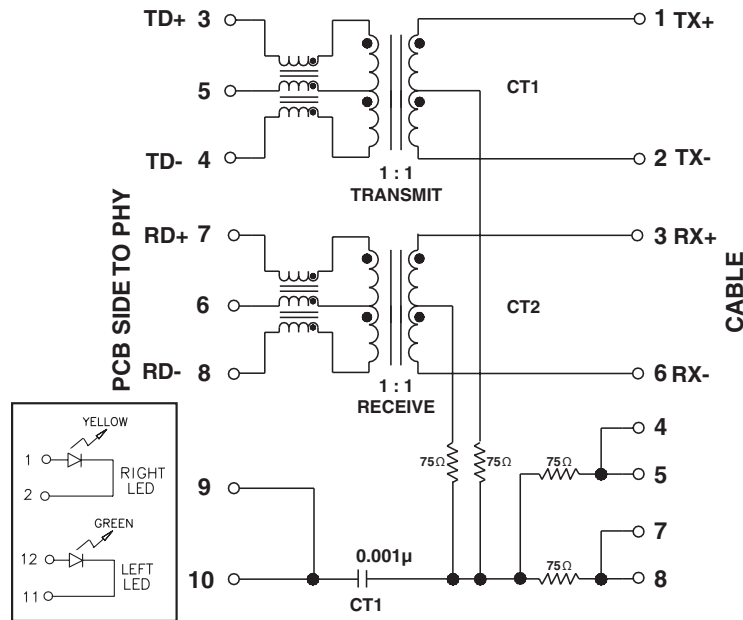 TD+ 3
1 TX+
5
CT1
TD- 4
2 TX-
1 : 1
TRANSMIT
PCB SIDE TO PHY
RD+ 7
3 RX+
6
CT2
CABLE
RD- 8
6 RX-
1 : 1
RECEIVE
YELLOW
1
RIGHT
LED
2
GREEN
12
LEFT
LED
11
4
75Ω
75Ω
75Ω
5
9
7
0.001µ
75Ω
10
8
CT1